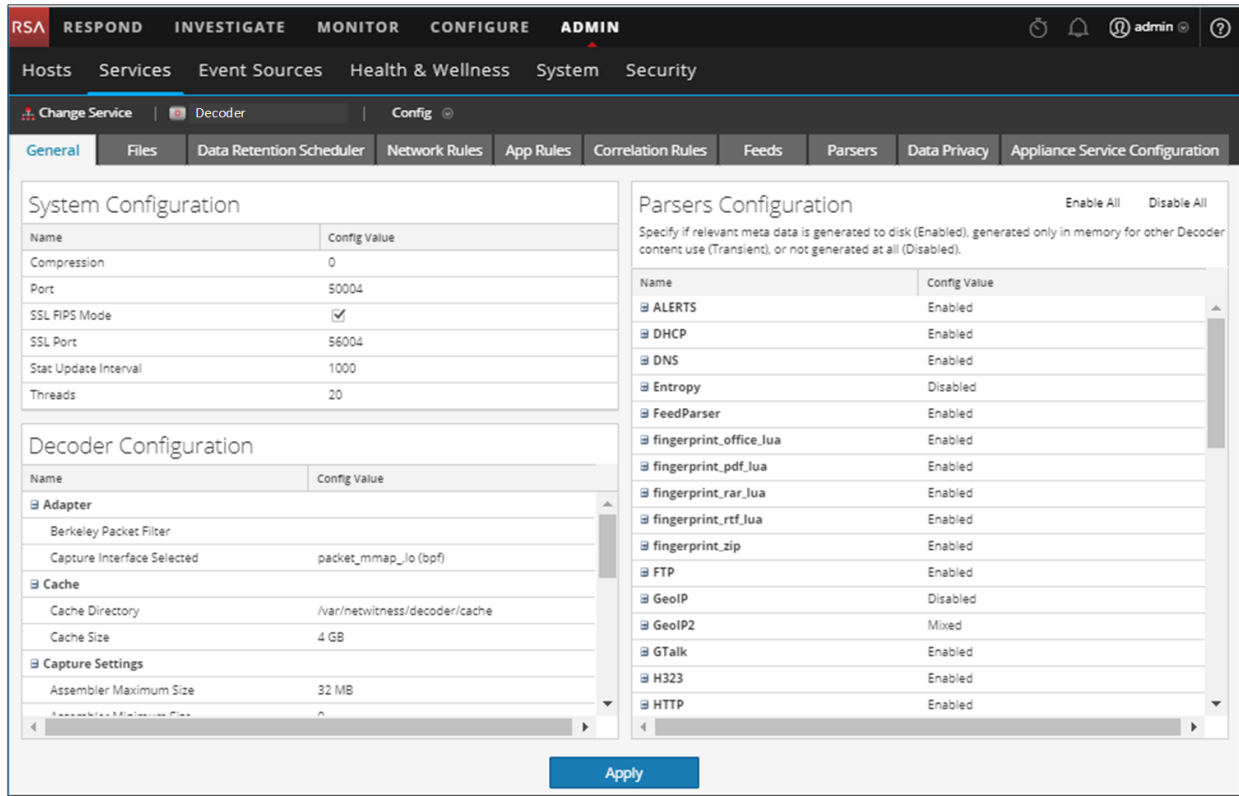 RSA RESPOND INVESTIGATE MONITOR CONFIGURE ADMIN admin ?
Hosts Services Event Sources Health & Wellness System Security
Change Service | Decoder | Config
General Files Data Retention Scheduler Network Rules App Rules Correlation Rules Feeds Parsers Data Privacy Appliance Service Configuration
System Configuration
Name Config Value
Compression 0
Port 50004
SSL FIPS Mode
SSL Port 56004
Stat Update Interval 1000
Threads 20
Decoder Configuration
Name Config Value
Adapter
Berkeley Packet Filter
Capture Interface Selected packet_mmap_,lo (bpf)
Cache
Cache Directory /var/netwitness/decoder/cache
Cache Size 4 GB
Capture Settings
Assembler Maximum Size 32 MB
Assembler Minimum Size 0
Parsers Configuration Enable All Disable All
Specify if relevant meta data is generated to disk (Enabled), generated only in memory for other Decoder
content use (Transient), or not generated at all (Disabled).
Name Config Value
ALERTS Enabled
DHCP Enabled
DNS Enabled
Entropy Disabled
FeedParser Enabled
fingerprint_office_lua Enabled
fingerprint_pdf_lua Enabled
fingerprint_rar_lua Enabled
fingerprint_rtf_lua Enabled
fingerprint_zip Enabled
FTP Enabled
GeoIP Disabled
GeoIP2 Mixed
GTalk Enabled
H323 Enabled
HTTP Enabled
Apply